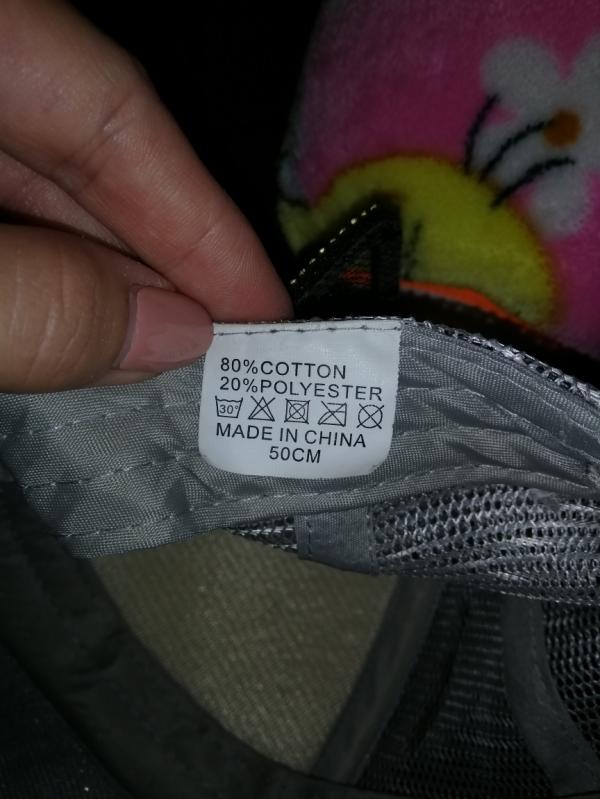 80%COTTON
20%POLYESTER
30°
MADE IN CHINA
50CM